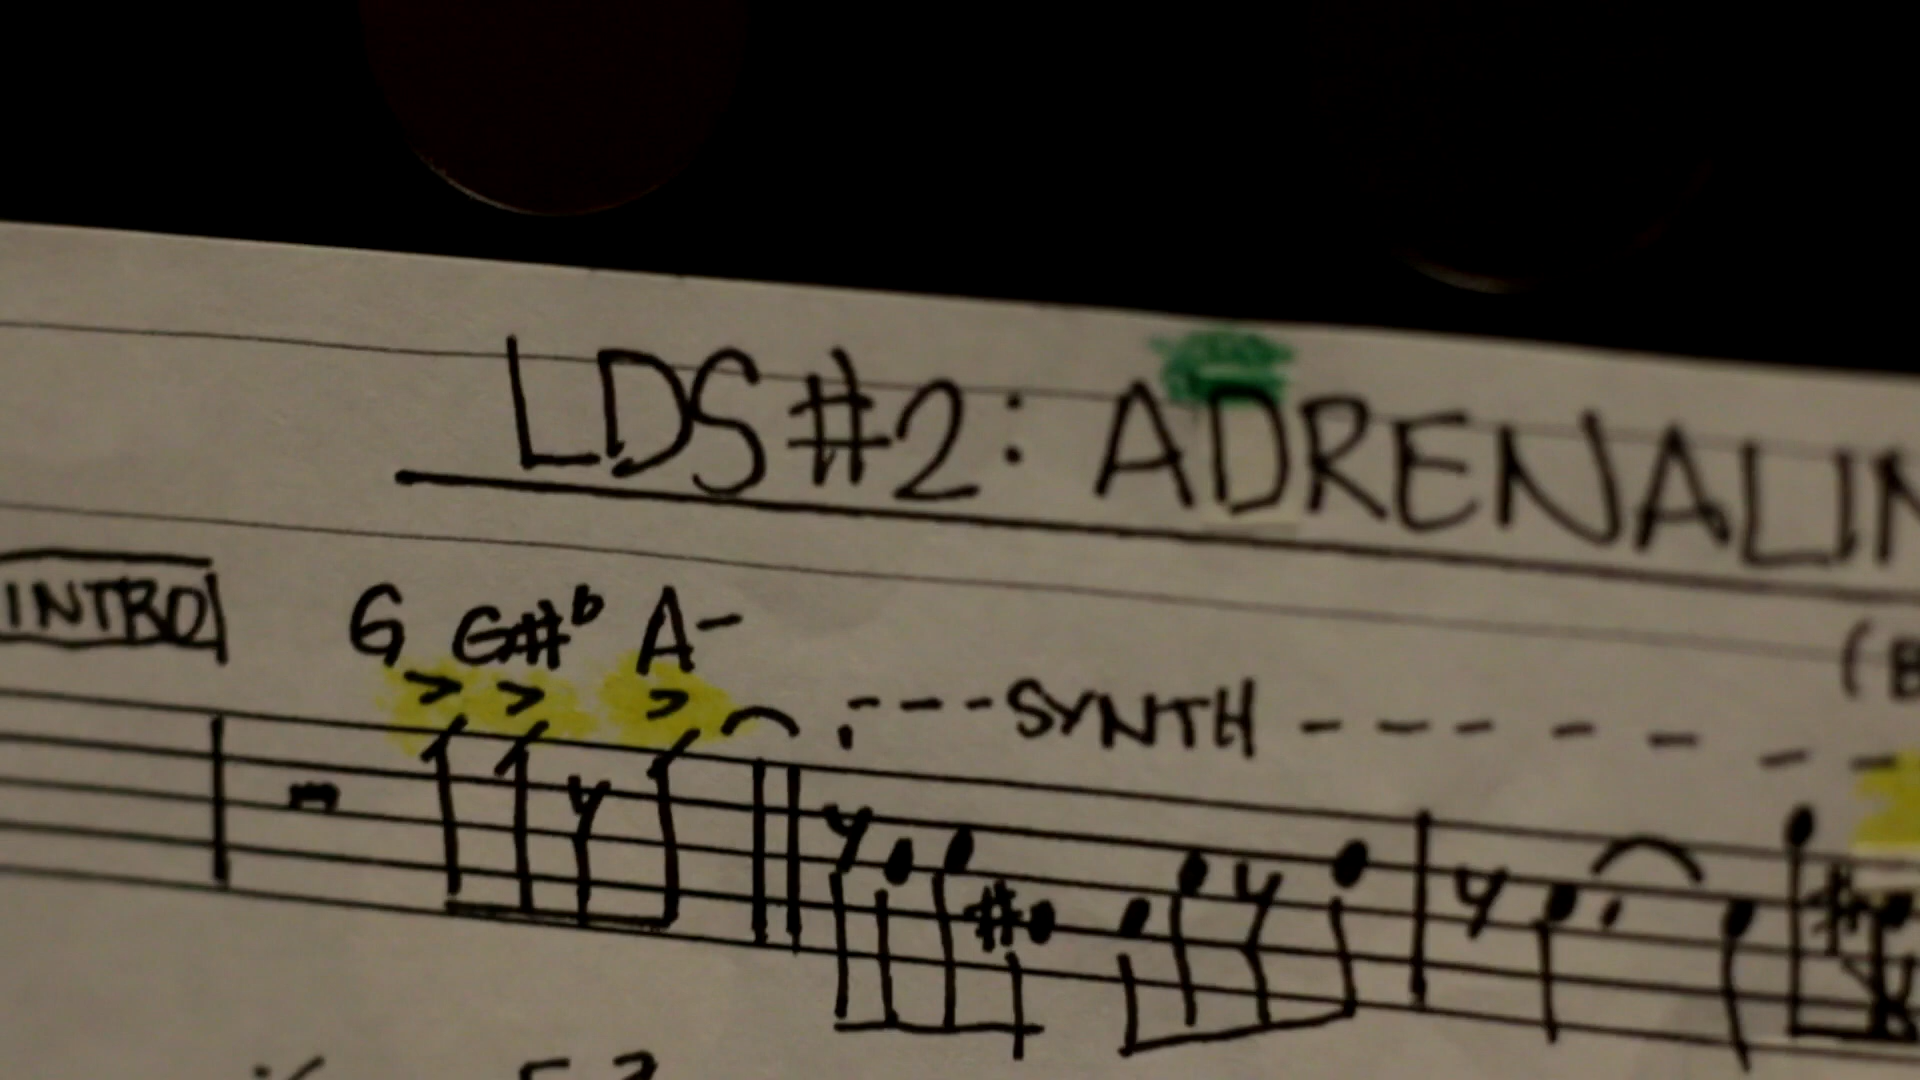 LDS #2: ADRENALIN
INTRO
G G#b A-
SYNTH
(B